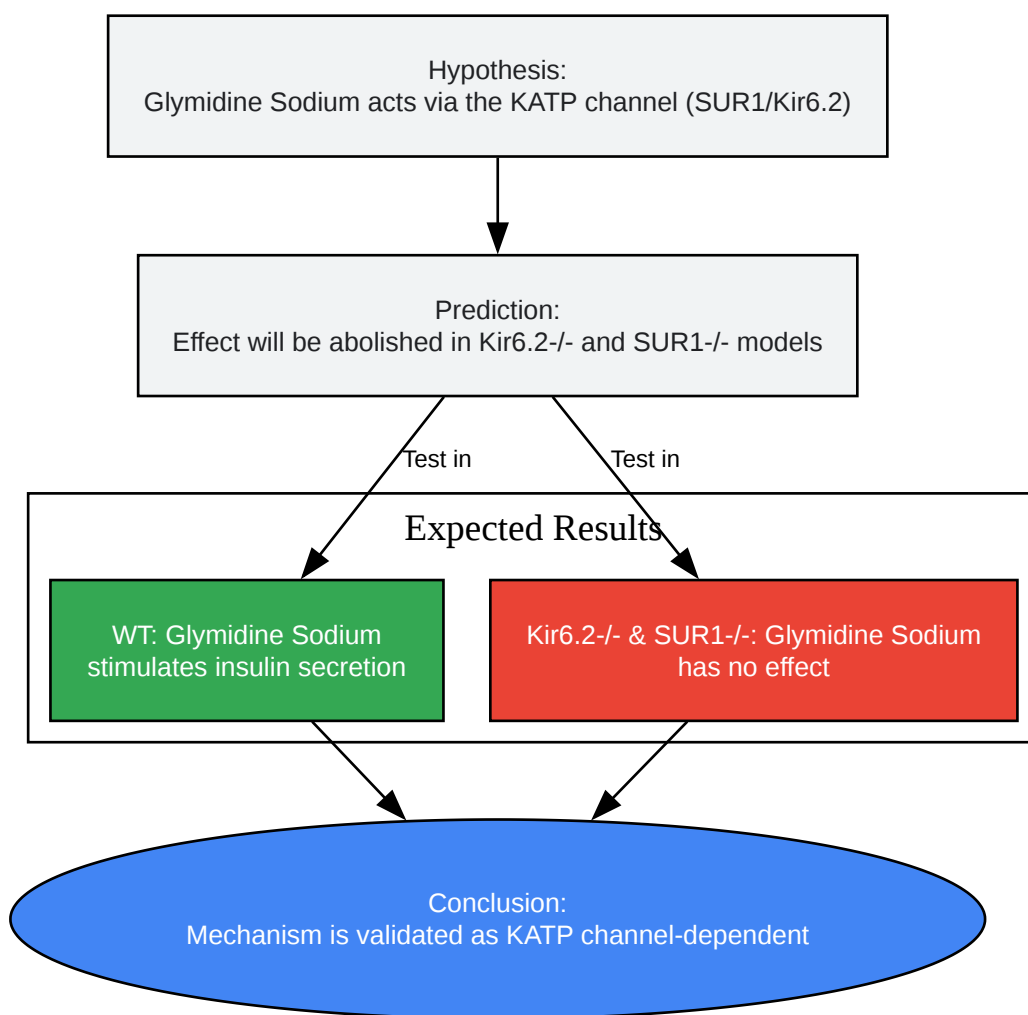 Hypothesis:
Glymidine Sodium acts via the KATP channel (SUR1/Kir6.2)
Prediction:
Effect will be abolished in Kir6.2-/- and SUR1-/- models
Test in
Test in
Expected Results
WT: Glymidine Sodium
stimulates insulin secretion
Kir6.2-/- & SUR1-/-: Glymidine Sodium
has no effect
Conclusion:
Mechanism is validated as KATP channel-dependent